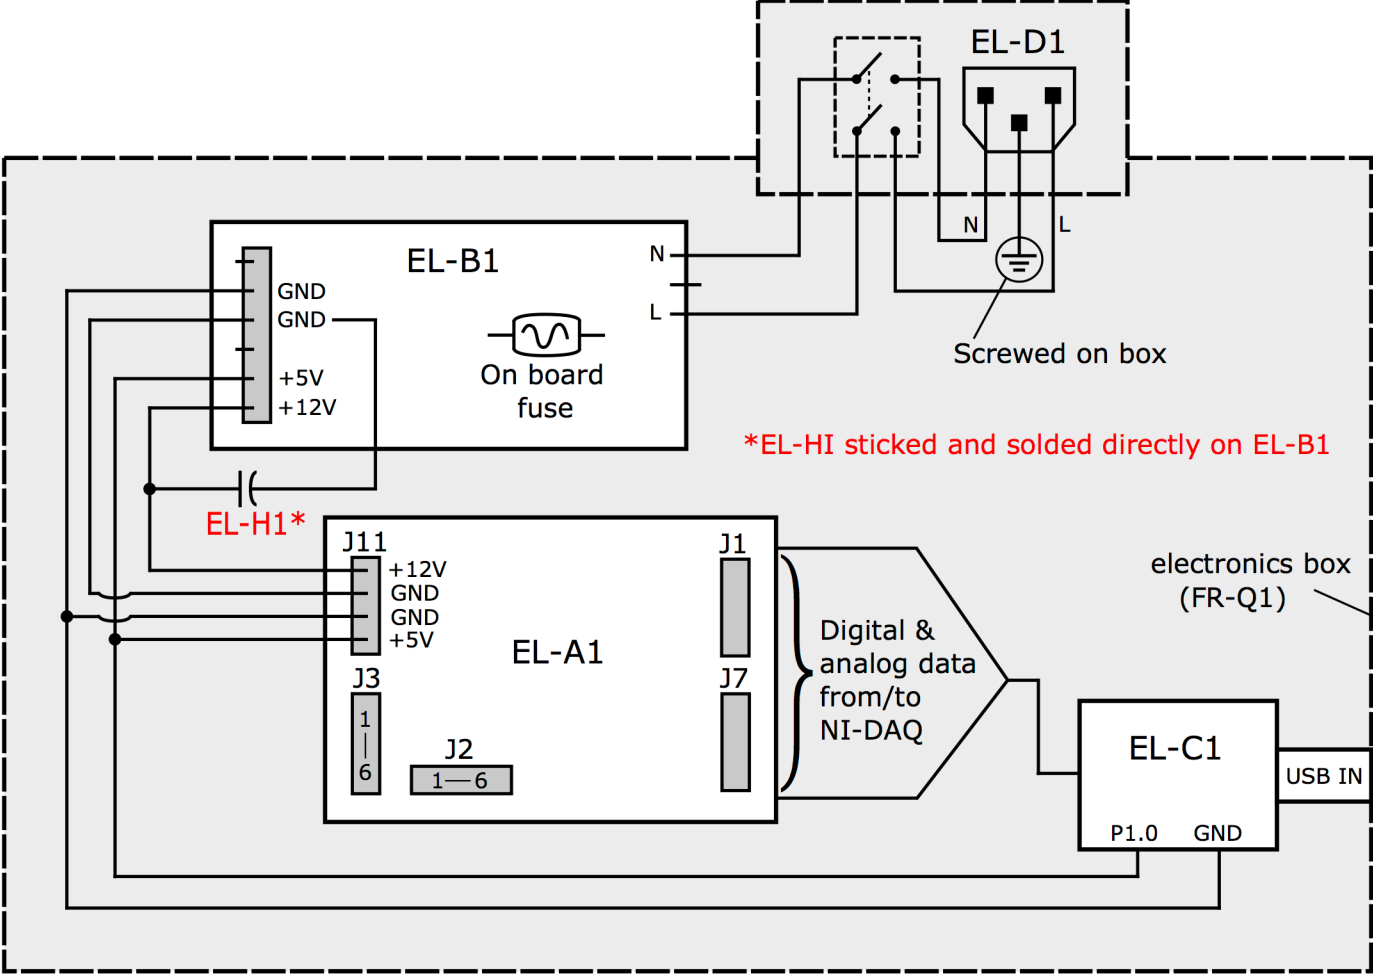 EL-D1
N
L
Screwed on box
EL-B1
N
L
GND
GND
+5V
+12V
On board
fuse
*EL-HI sticked and solded directly on EL-B1
EL-H1*
J11
+12V
GND
GND
+5V
EL-A1
J1
J7
J3
1
6
J2
1 6
Digital &
analog data
from/to
NI-DAQ
electronics box
(FR-Q1)
EL-C1
USB IN
P1.0 GND